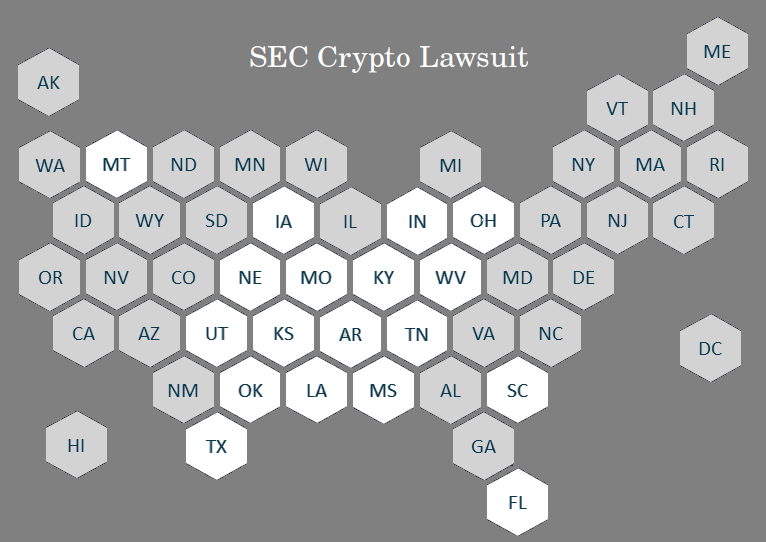 SEC Crypto Lawsuit
ME
AK
VT NH
WA MT ND MN WI MI NY MA RI
ID WY SD IA IL IN OH PA NJ CT
OR NV CO NE MO KY WV MD DE
CA AZ UT KS AR TN VA NC DC
NM OK LA MS AL SC
HI TX GA
FL